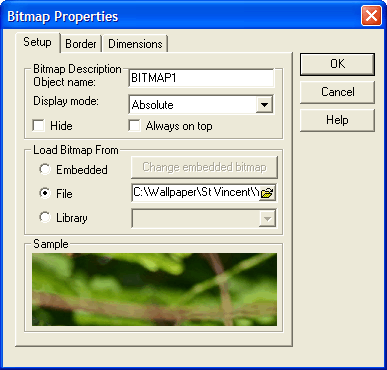 Bitmap Properties
Setup Border Dimensions
OK
Cancel
Help
Bitmap Description
Object name: BITMAP1
Display mode: Absolute
Hide Always on top
Load Bitmap From
Embedded Change embedded bitmap
File C:\Wallpaper\St Vincent\
Library
Sample